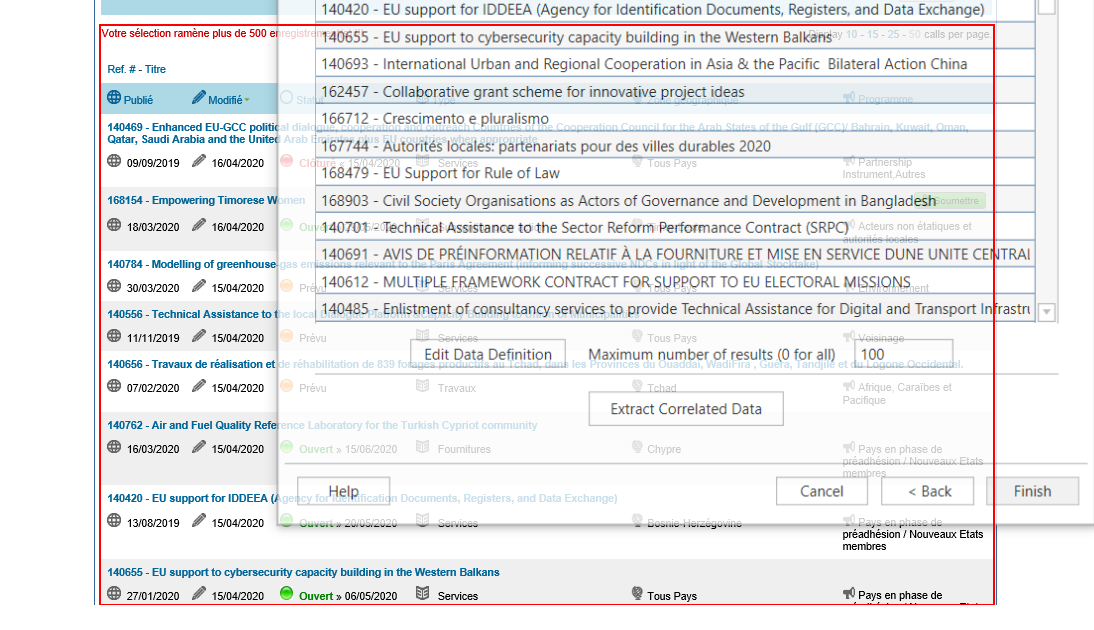 140420 - EU support for IDDEEA (Agency for Identification Documents, Registers, and Data Exchange)
140655 - EU support to cybersecurity capacity building in the Western Balkans
140693 - International Urban and Regional Cooperation in Asia & the Pacific  Bilateral Action China
162457 - Collaborative grant scheme for innovative project ideas
166712 - Crescimento e pluralismo
167744 - Autorités locales: partenariats pour des villes durables 2020
168479 - EU Support for Rule of Law
168903 - Civil Society Organisations as Actors of Governance and Development in Bangladesh
140701 - Technical Assistance to the Sector Reform Performance Contract (SRPC)
140691 - AVIS DE PRÉINFORMATION RELATIF À LA FOURNITURE ET MISE EN SERVICE DUNE UNITE CENTRAL
140612 - MULTIPLE FRAMEWORK CONTRACT FOR SUPPORT TO EU ELECTORAL MISSIONS
140485 - Enlistment of consultancy services to provide Technical Assistance for Digital and Transport Infrastru
Edit Data Definition
Maximum number of results (0 for all)
100
Extract Correlated Data
Help
Cancel
< Back
Finish
Votre sélection ramène plus de 500 enregistrements
Display 10 - 15 - 25 - 50 calls per page.
Ref. # - Titre
Publié Modifié Statut Type Zone géographique Programme
140469 - Enhanced EU-GCC political dialogue, cooperation and outreach Countries of the Cooperation Council for the Arab States of the Gulf (GCC)/ Bahrain, Kuwait, Oman,
Qatar, Saudi Arabia and the United Arab Emirates plus EU countries when appropriate
09/09/2019 16/04/2020 Clôturé » 15/04/2020 Services Tous Pays Partnership
Instrument,Autres
168154 - Empowering Timorese Women
Soumettre
18/03/2020 16/04/2020 Ouvert Acteurs non étatiques et
autorités locales
140784 - Modelling of greenhouse-gas emissions relevant to the Paris Agreement (informing successive NDCs in light of the Global Stocktake)
30/03/2020 15/04/2020 Prévu Services Tous Pays Environnement
140556 - Technical Assistance to the local Dialogue Platform
11/11/2019 15/04/2020 Prévu Services Tous Pays Voisinage
140656 - Travaux de réalisation et de réhabilitation de 839 forages productifs au Tchad, dans les Provinces du Ouaddai, WadiFira , Guéra, Tandjilé et du Logone Occidental.
07/02/2020 15/04/2020 Prévu Travaux Tchad Afrique, Caraïbes et
Pacifique
140762 - Air and Fuel Quality Reference Laboratory for the Turkish Cypriot community
16/03/2020 15/04/2020 Ouvert » 15/06/2020 Fournitures Chypre Pays en phase de
préadhésion / Nouveaux Etats
membres
140420 - EU support for IDDEEA (Agency for Identification Documents, Registers, and Data Exchange)
13/08/2019 15/04/2020 Ouvert » 20/05/2020 Services Bosnie-Herzégovine Pays en phase de
préadhésion / Nouveaux Etats
membres
140655 - EU support to cybersecurity capacity building in the Western Balkans
27/01/2020 15/04/2020 Ouvert » 06/05/2020 Services Tous Pays Pays en phase de